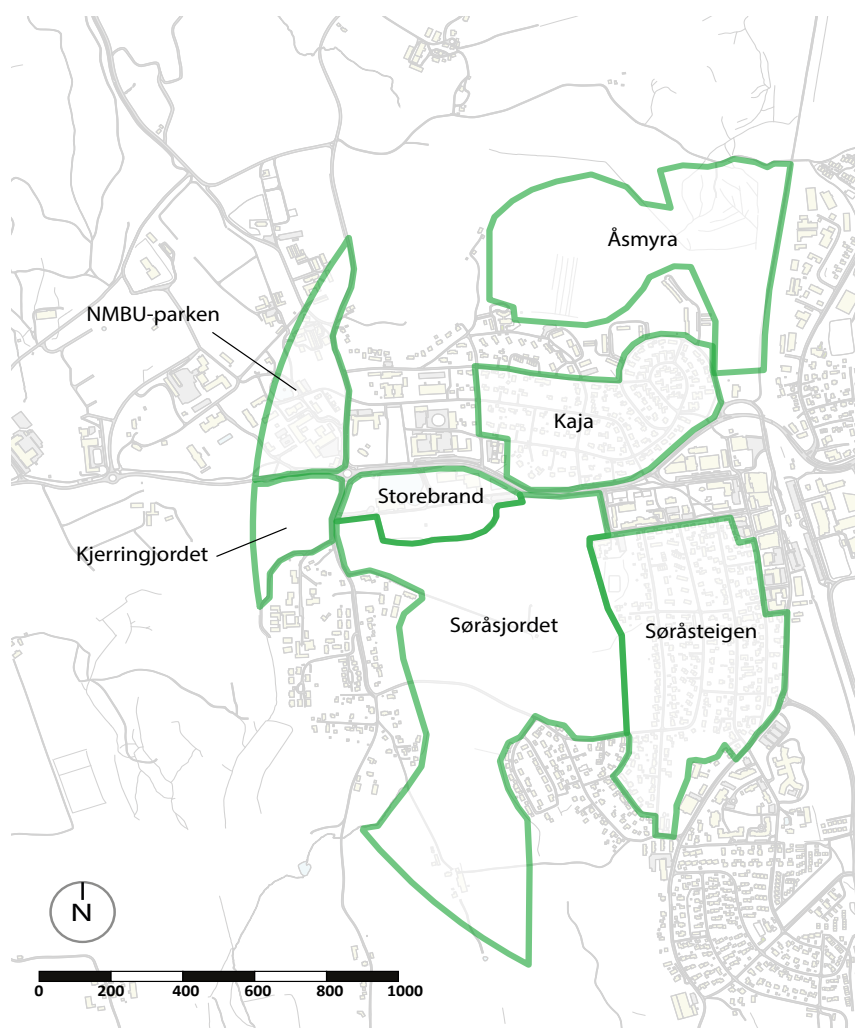 Åsmyra
NMBU-parken
Kaja
Storebrand
Kjerringjordet
Søråsjordet
Søråsteigen
N
0 200 400 600 800 1000